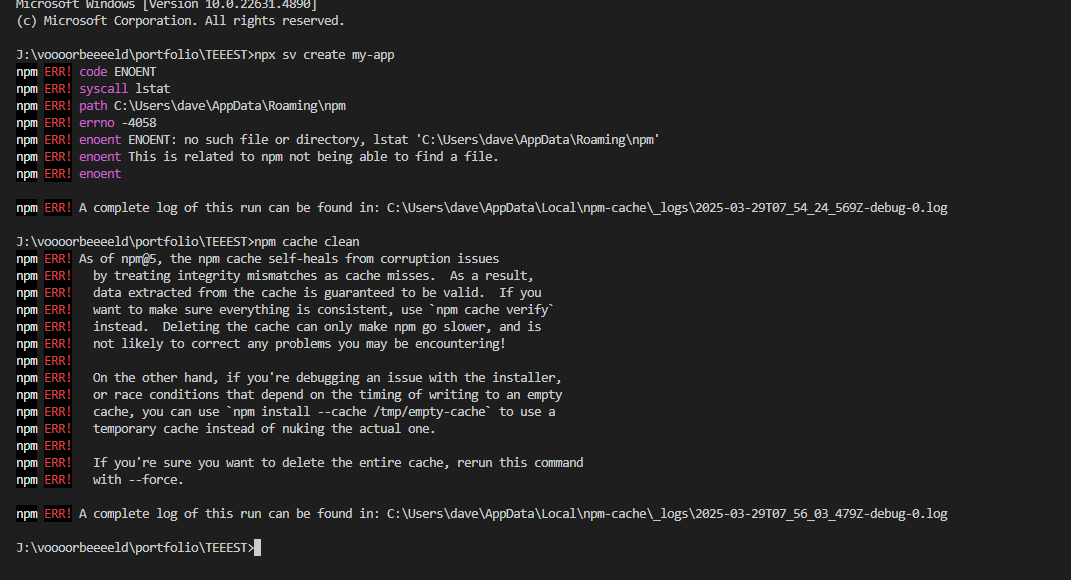 Microsoft Windows [Version 10.0.22631.4890]
(c) Microsoft Corporation. All rights reserved.
J:\voooorbeeeeld\portfolio\TEEEST>npx sv create my-app
npm ERR! code ENOENT
npm ERR! syscall lstat
npm ERR! path C:\Users\dave\AppData\Roaming\npm
npm ERR! errno -4058
npm ERR! enoent ENOENT: no such file or directory, lstat 'C:\Users\dave\AppData\Roaming\npm'
npm ERR! enoent This is related to npm not being able to find a file.
npm ERR! enoent
npm ERR! A complete log of this run can be found in: C:\Users\dave\AppData\Local\npm-cache\_logs\2025-03-29T07_54_24_569Z-debug-0.log
J:\voooorbeeeeld\portfolio\TEEEST>npm cache clean
npm ERR! As of npm@5, the npm cache self-heals from corruption issues
npm ERR! by treating integrity mismatches as cache misses.  As a result,
npm ERR! data extracted from the cache is guaranteed to be valid.  If you
npm ERR! want to make sure everything is consistent, use `npm cache verify`
npm ERR! instead.  Deleting the cache can only make npm go slower, and is
npm ERR! not likely to correct any problems you may be encountering!
npm ERR!
npm ERR! On the other hand, if you're debugging an issue with the installer,
npm ERR! or race conditions that depend on the timing of writing to an empty
npm ERR! cache, you can use `npm install --cache /tmp/empty-cache` to use a
npm ERR! temporary cache instead of nuking the actual one.
npm ERR!
npm ERR! If you're sure you want to delete the entire cache, rerun this command
npm ERR! with --force.
npm ERR! A complete log of this run can be found in: C:\Users\dave\AppData\Local\npm-cache\_logs\2025-03-29T07_56_03_479Z-debug-0.log
J:\voooorbeeeeld\portfolio\TEEEST>